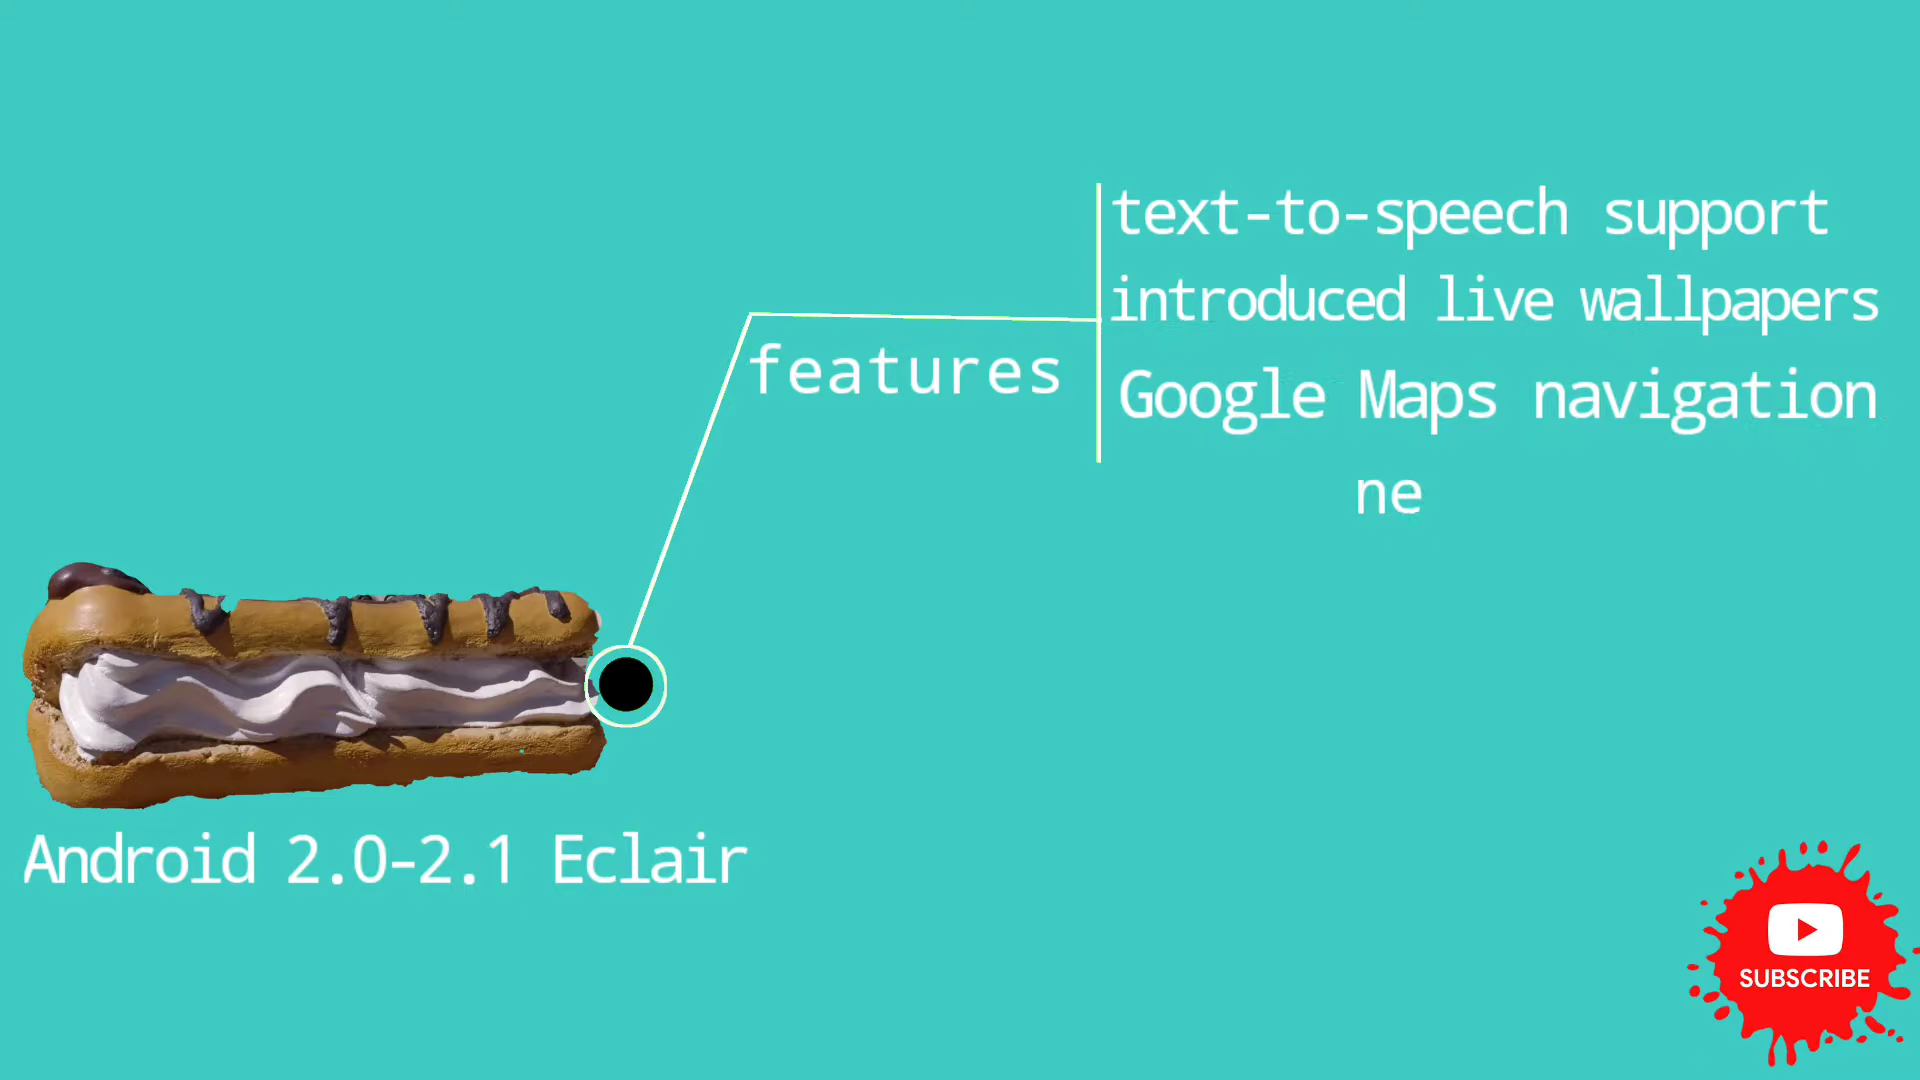 text-to-speech support
introduced live wallpapers
features
Google Maps navigation
ne
Android 2.0-2.1 Eclair
SUBSCRIBE